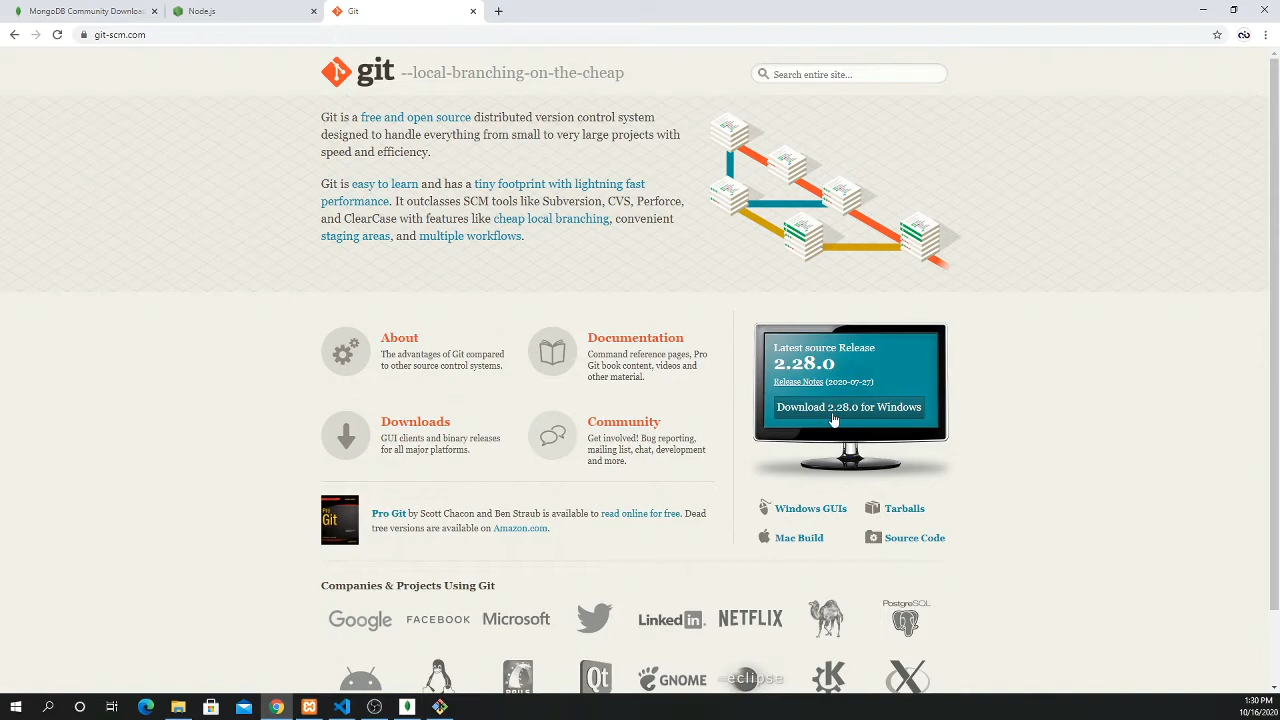 MongoDB Community Downloa
Node.js
Git
git-scm.com
git --local-branching-on-the-cheap
Search entire site...
Git is a free and open source distributed version control system
designed to handle everything from small to very large projects with
speed and efficiency.
Git is easy to learn and has a tiny footprint with lightning fast
performance. It outclasses SCM tools like Subversion, CVS, Perforce,
and ClearCase with features like cheap local branching, convenient
staging areas, and multiple workflows.
About
The advantages of Git compared
to other source control systems.
Documentation
Command reference pages, Pro
Git book content, videos and
other material.
Downloads
GUI clients and binary releases
for all major platforms.
Community
Get involved! Bug reporting,
mailing list, chat, development
and more.
Latest source Release
2.28.0
Release Notes (2020-07-27)
Download 2.28.0 for Windows
Windows GUIs
Tarballs
Mac Build
Source Code
Pro Git
Pro Git by Scott Chacon and Ben Straub is available to read online for free. Dead
tree versions are available on Amazon.com.
Companies & Projects Using Git
Google
FACEBOOK
Microsoft
LinkedIn
NETFLIX
PostgreSQL
Qt
GNOME
eclipse
1:30 PM
10/16/2020